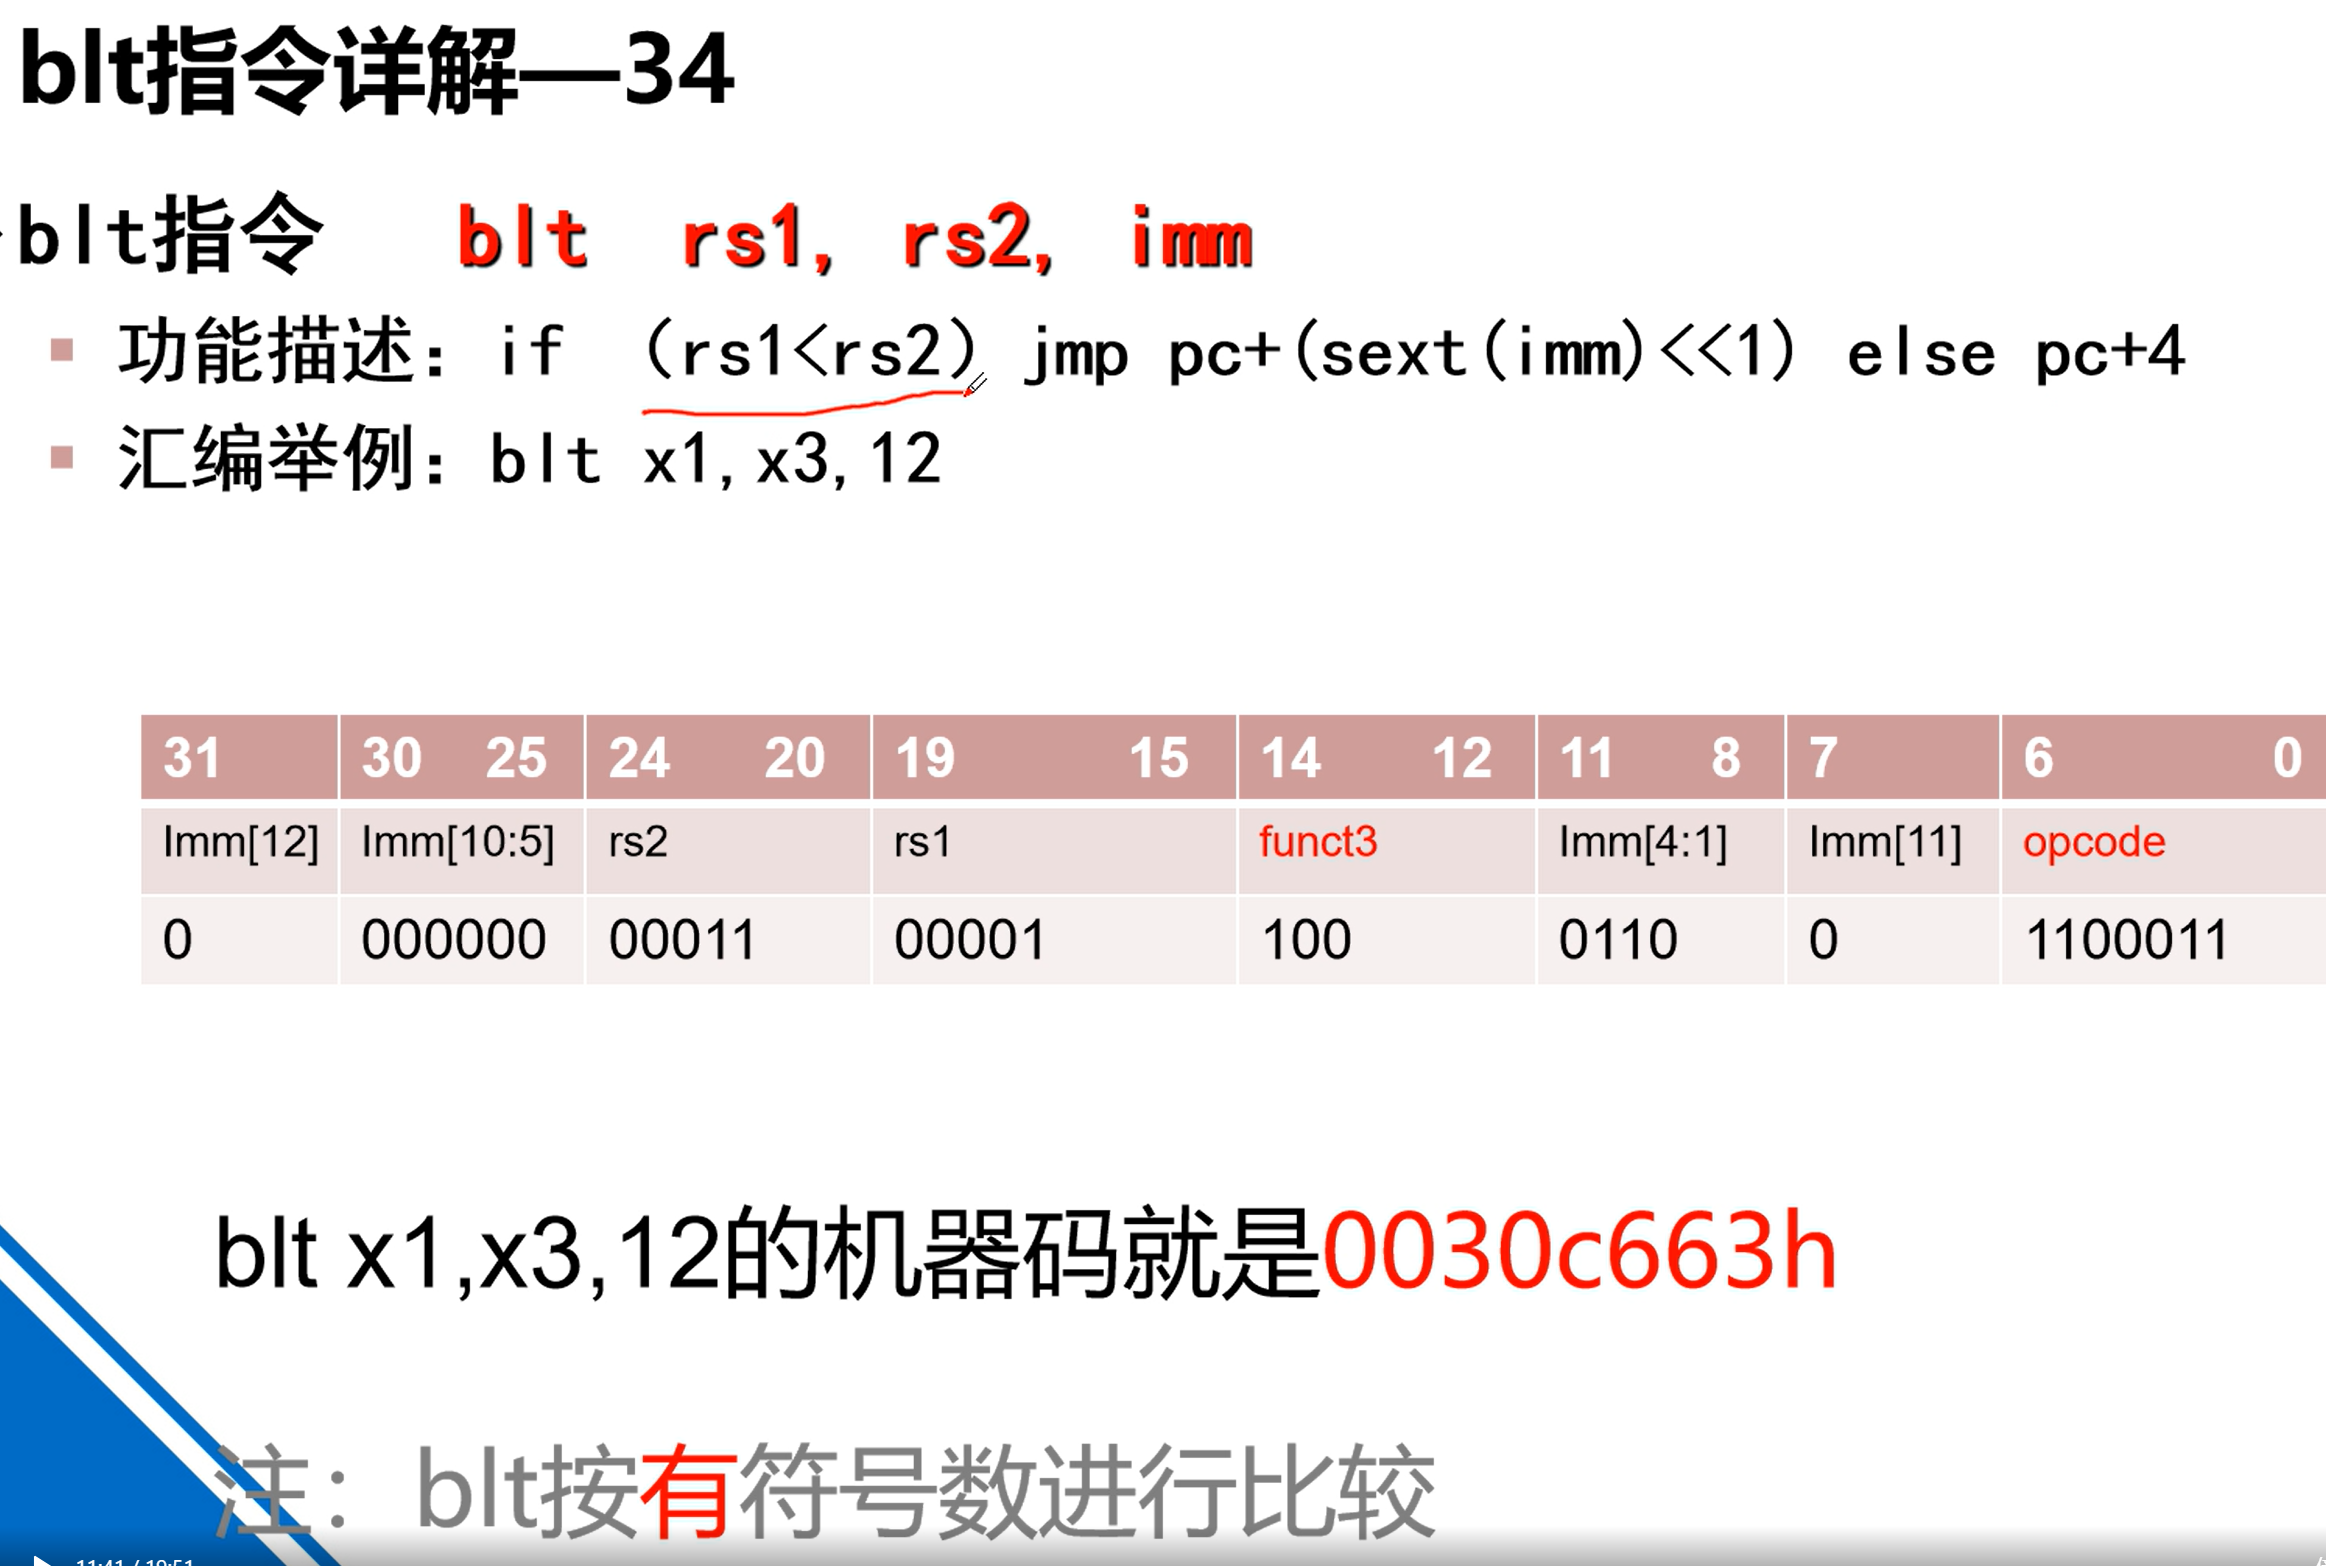 blt指令详解—34
blt指令 blt rs1, rs2, imm
功能描述：if (rs1<rs2) jmp pc+(sext(imm)<<1) else pc+4
汇编举例：blt x1,x3,12
31 30 25 24 20 19 15 14 12 11 8 7 6 0
Imm[12] Imm[10:5] rs2 rs1 funct3 Imm[4:1] Imm[11] opcode
0 000000 00011 00001 100 0110 0 1100011
blt x1,x3,12的机器码就是0030c663h
注：blt按有符号数进行比较